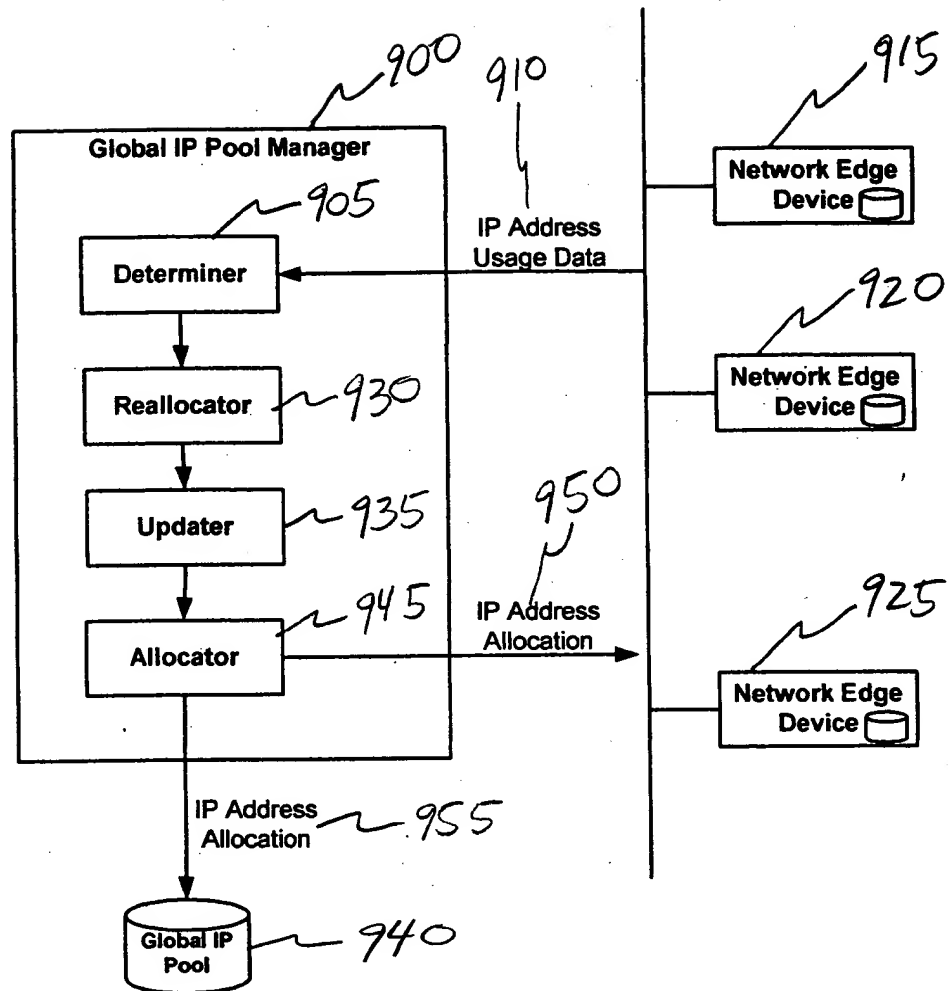 900
910
915
Global IP Pool Manager
Network Edge
Device
905
IP Address
Usage Data
Determiner
920
Network Edge
Device
Reallocator
930
950
Updater
935
925
945
IP Address
Allocation
Allocator
Network Edge
Device
IP Address
Allocation
955
Global IP
Pool
940